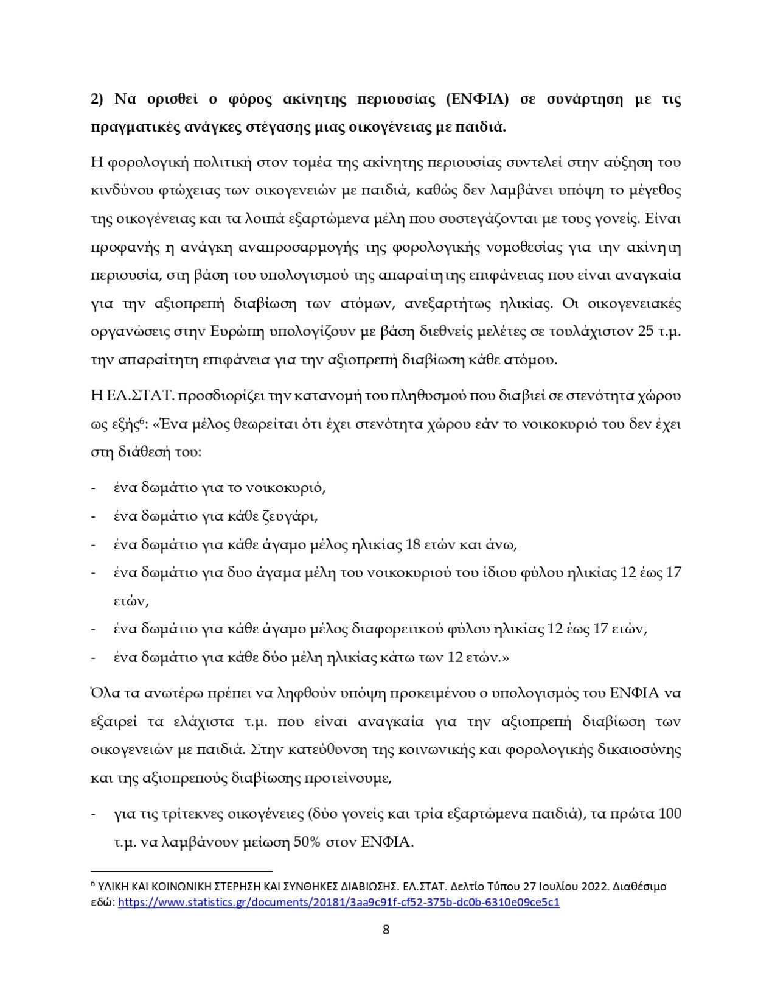 2) Να ορισθεί ο φόρος ακίνητης περιουσίας (ΕΝΦΙΑ) σε συνάρτηση με τις
πραγματικές ανάγκες στέγασης μιας οικογένειας με παιδιά.
Η φορολογική πολιτική στον τομέα της ακίνητης περιουσίας συντελεί στην αύξηση του
κινδύνου φτώχειας των οικογενειών με παιδιά, καθώς δεν λαμβάνει υπόψη το μέγεθος
της οικογένειας και τα λοιπά εξαρτώμενα μέλη που συστεγάζονται με τους γονείς. Είναι
προφανής η ανάγκη αναπροσαρμογής της φορολογικής νομοθεσίας για την ακίνητη
περιουσία, στη βάση του υπολογισμού της απαραίτητης επιφάνειας που είναι αναγκαία
για την αξιοπρεπή διαβίωση των ατόμων, ανεξαρτήτως ηλικίας. Οι οικογενειακές
οργανώσεις στην Ευρώπη υπολογίζουν με βάση διεθνείς μελέτες σε τουλάχιστον 25 τ.μ.
την απαραίτητη επιφάνεια για την αξιοπρεπή διαβίωση κάθε ατόμου.
Η ΕΛ.ΣΤΑΤ. προσδιορίζει την κατανομή του πληθυσμού που διαβιεί σε στενότητα χώρου
ως εξής⁶: «Ένα μέλος θεωρείται ότι έχει στενότητα χώρου εάν το νοικοκυριό του δεν έχει
στη διάθεσή του:
- ένα δωμάτιο για το νοικοκυριό,
- ένα δωμάτιο για κάθε ζευγάρι,
- ένα δωμάτιο για κάθε άγαμο μέλος ηλικίας 18 ετών και άνω,
- ένα δωμάτιο για δυο άγαμα μέλη του νοικοκυριού του ίδιου φύλου ηλικίας 12 έως 17
ετών,
- ένα δωμάτιο για κάθε άγαμο μέλος διαφορετικού φύλου ηλικίας 12 έως 17 ετών,
- ένα δωμάτιο για κάθε δύο μέλη ηλικίας κάτω των 12 ετών.»
Όλα τα ανωτέρω πρέπει να ληφθούν υπόψη προκειμένου ο υπολογισμός του ΕΝΦΙΑ να
εξαιρεί τα ελάχιστα τ.μ. που είναι αναγκαία για την αξιοπρεπή διαβίωση των
οικογενειών με παιδιά. Στην κατεύθυνση της κοινωνικής και φορολογικής δικαιοσύνης
και της αξιοπρεπούς διαβίωσης προτείνουμε,
- για τις τρίτεκνες οικογένειες (δύο γονείς και τρία εξαρτώμενα παιδιά), τα πρώτα 100
τ.μ. να λαμβάνουν μείωση 50% στον ΕΝΦΙΑ.
⁶ ΥΛΙΚΗ ΚΑΙ ΚΟΙΝΩΝΙΚΗ ΣΤΕΡΗΣΗ ΚΑΙ ΣΥΝΘΗΚΕΣ ΔΙΑΒΙΩΣΗΣ. ΕΛ.ΣΤΑΤ. Δελτίο Τύπου 27 Ιουλίου 2022. Διαθέσιμο
εδώ: https://www.statistics.gr/documents/20181/3aa9c91f-cf52-375b-dc0b-6310e09ce5c1
8